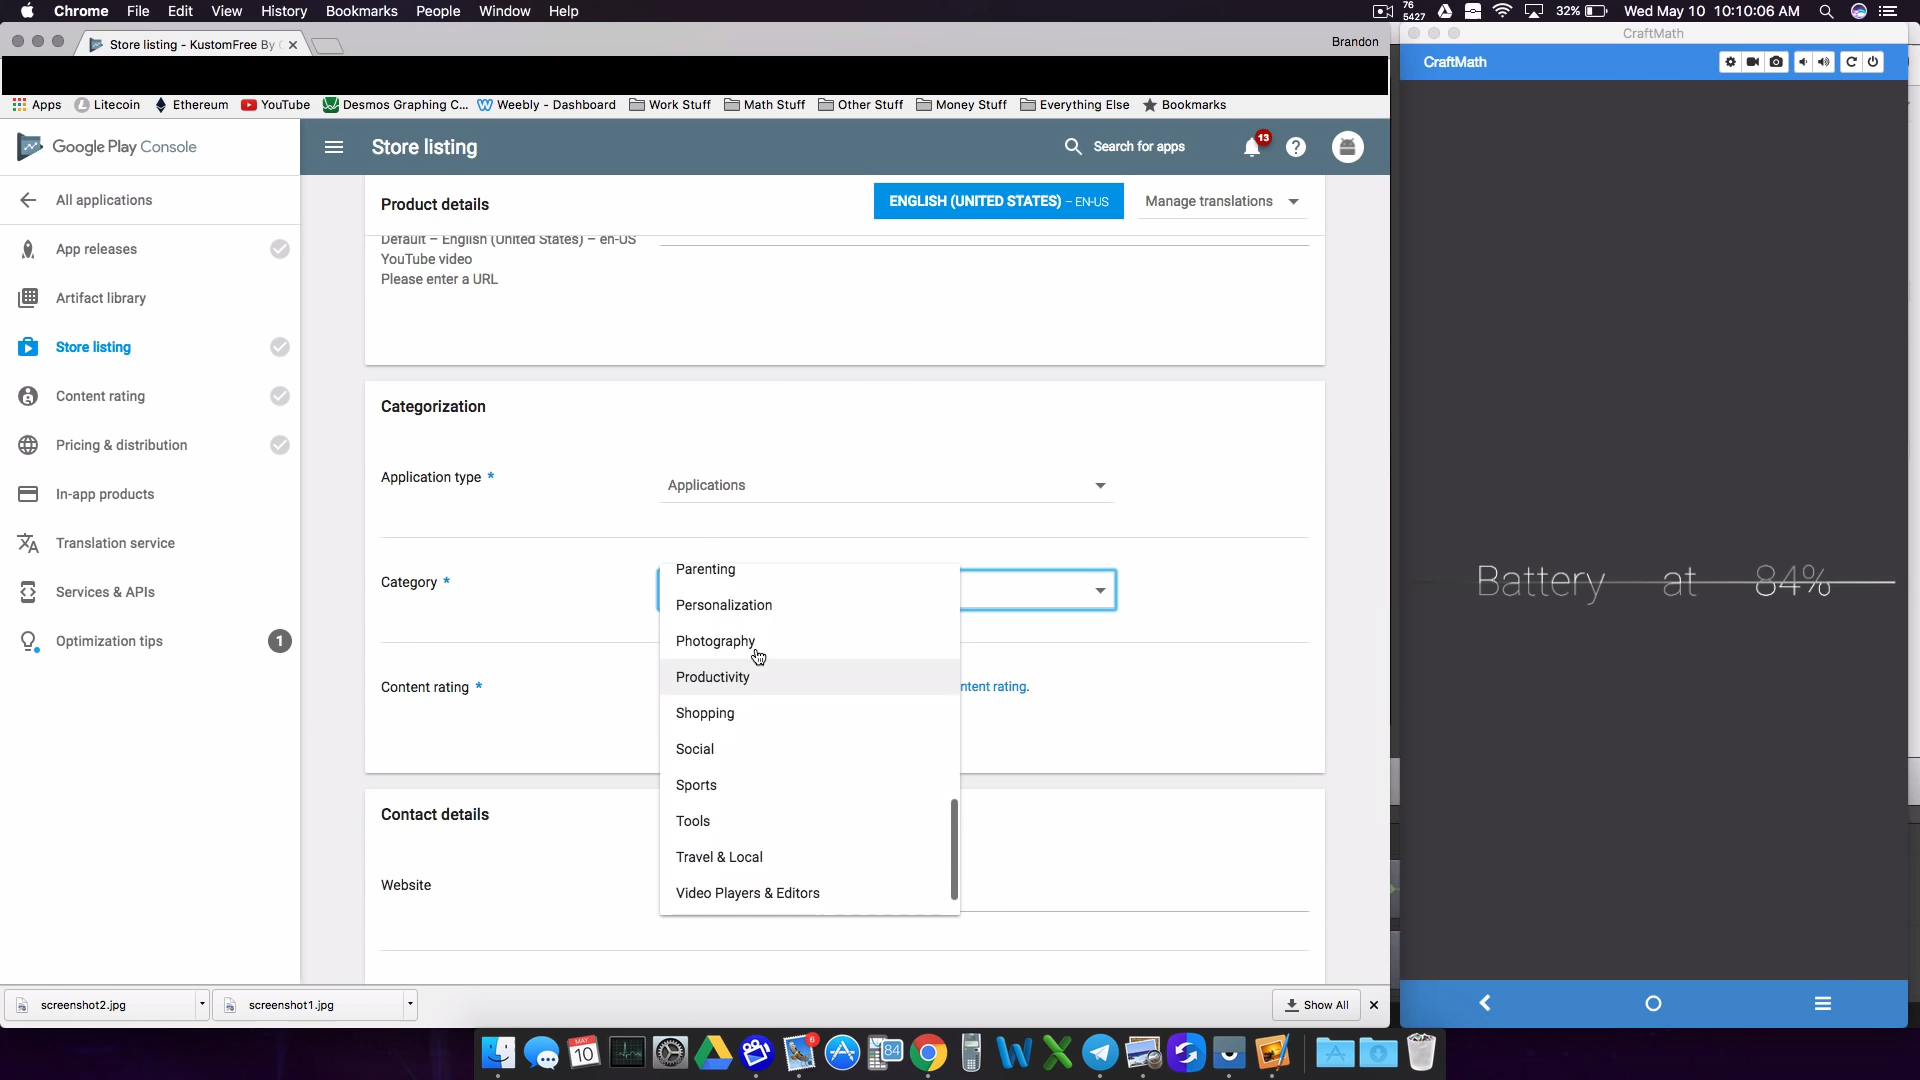 Chrome File Edit View History Bookmarks People Window Help
76
5427
32%
Wed May 10 10:10:06 AM
Store listing - KustomFree By
Brandon
CraftMath
CraftMath
Apps Litecoin Ethereum YouTube Desmos Graphing C... Weebly - Dashboard Work Stuff Math Stuff Other Stuff Money Stuff Everything Else Bookmarks
Google Play Console
Store listing
Search for apps
13
All applications
App releases
Artifact library
Store listing
Content rating
Pricing & distribution
In-app products
Translation service
Services & APIs
Optimization tips
1
Product details
ENGLISH (UNITED STATES) – EN-US
Manage translations
Default – English (United States) – en-US
YouTube video
Please enter a URL
Categorization
Application type *
Applications
Category *
Parenting
Personalization
Photography
Productivity
Shopping
Social
Sports
Tools
Travel & Local
Video Players & Editors
Content rating *
ntent rating.
Contact details
Website
Battery at 84%
screenshot2.jpg
screenshot1.jpg
Show All
MAY
10
6
84